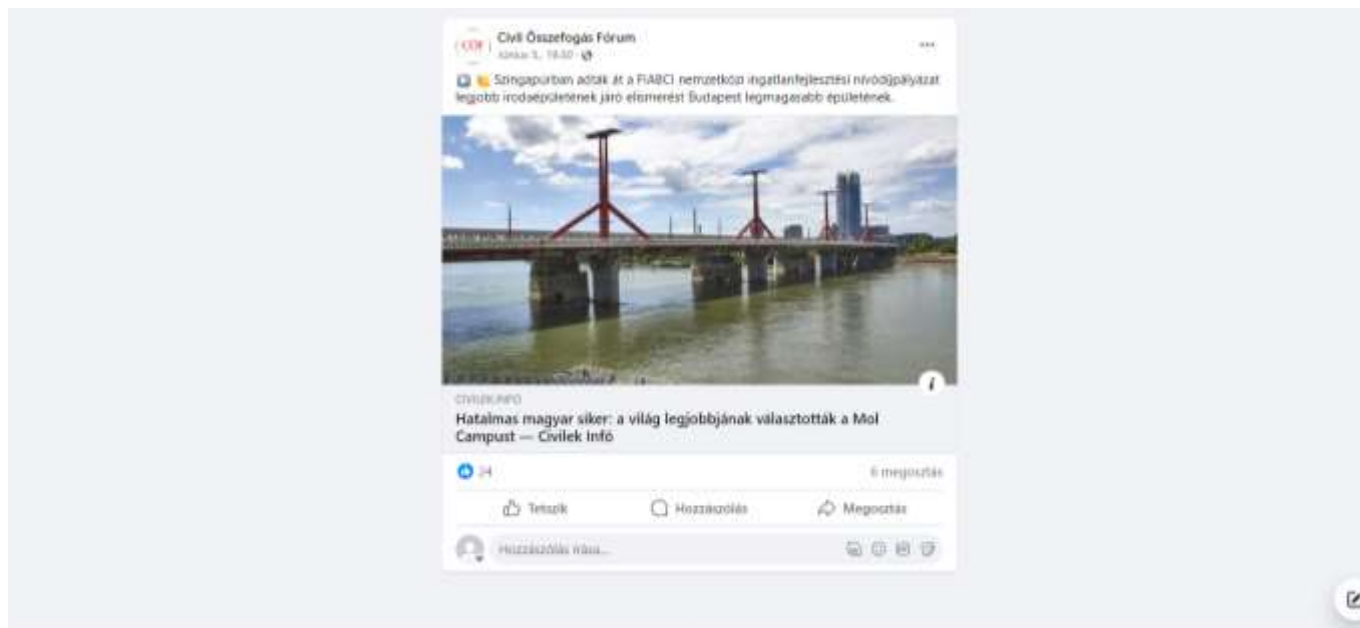 Civil Összefogás Fórum
Szingapúrban adták át a FIABCI nemzetközi ingatlanfejlesztési nívódíjpályázat
legjobb irodaépületének járó elismerést Budapest legmagasabb épületének.
i
CIVILEK.INFO
Hatalmas magyar siker: a világ legjobbjának választották a Mol
Campust — Civilek Infó
24
6 megosztás
Tetszik
Hozzászólás
Megosztás
Hozzászólás írása...